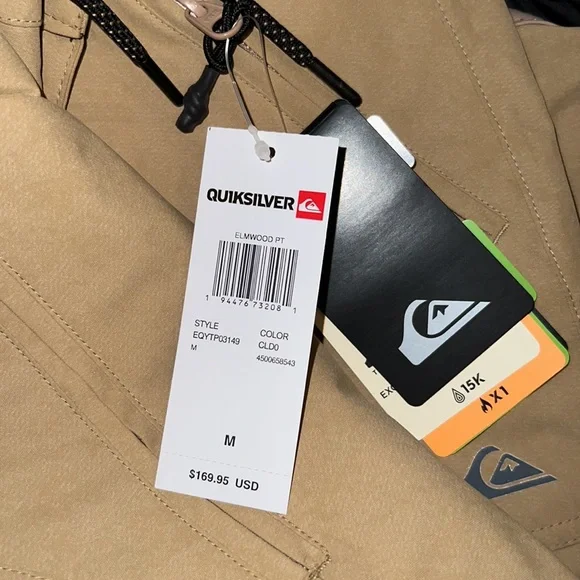 QUIKSILVER
ELMWOOD PT
1 94476 73208 1
STYLE COLOR
EQYTP03149 CLD0
M 4500658543
M
$169.95 USD
15K
X1